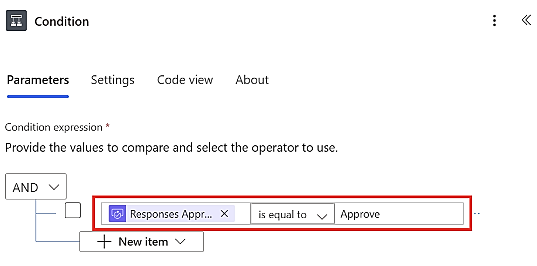 Condition
Parameters Settings Code view About
Condition expression *
Provide the values to compare and select the operator to use.
AND
Responses Appr... × is equal to Approve
+ New item